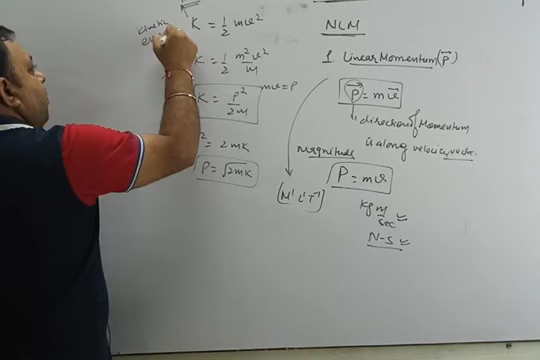 Kinetic
K = 1/2 mv²
K = 1/2 m²v²/M
mv = P
K = P²/2M
² = 2mK
P = √2mK
NLM
1 Linear Momentum (P⃗)
P⃗ = mv⃗
direction of Momentum
is along velocity vector.
Magnitude
P = mv
[M¹ L¹ T⁻¹]
kg m/sec
N-s